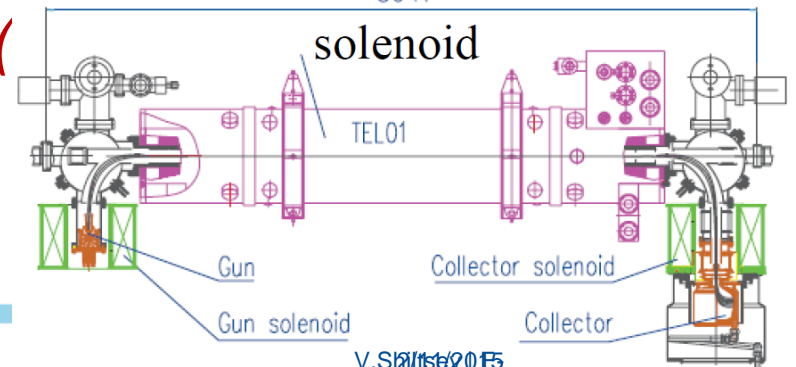 (
solenoid
TEL01
Gun
Collector solenoid
Gun solenoid
Collector